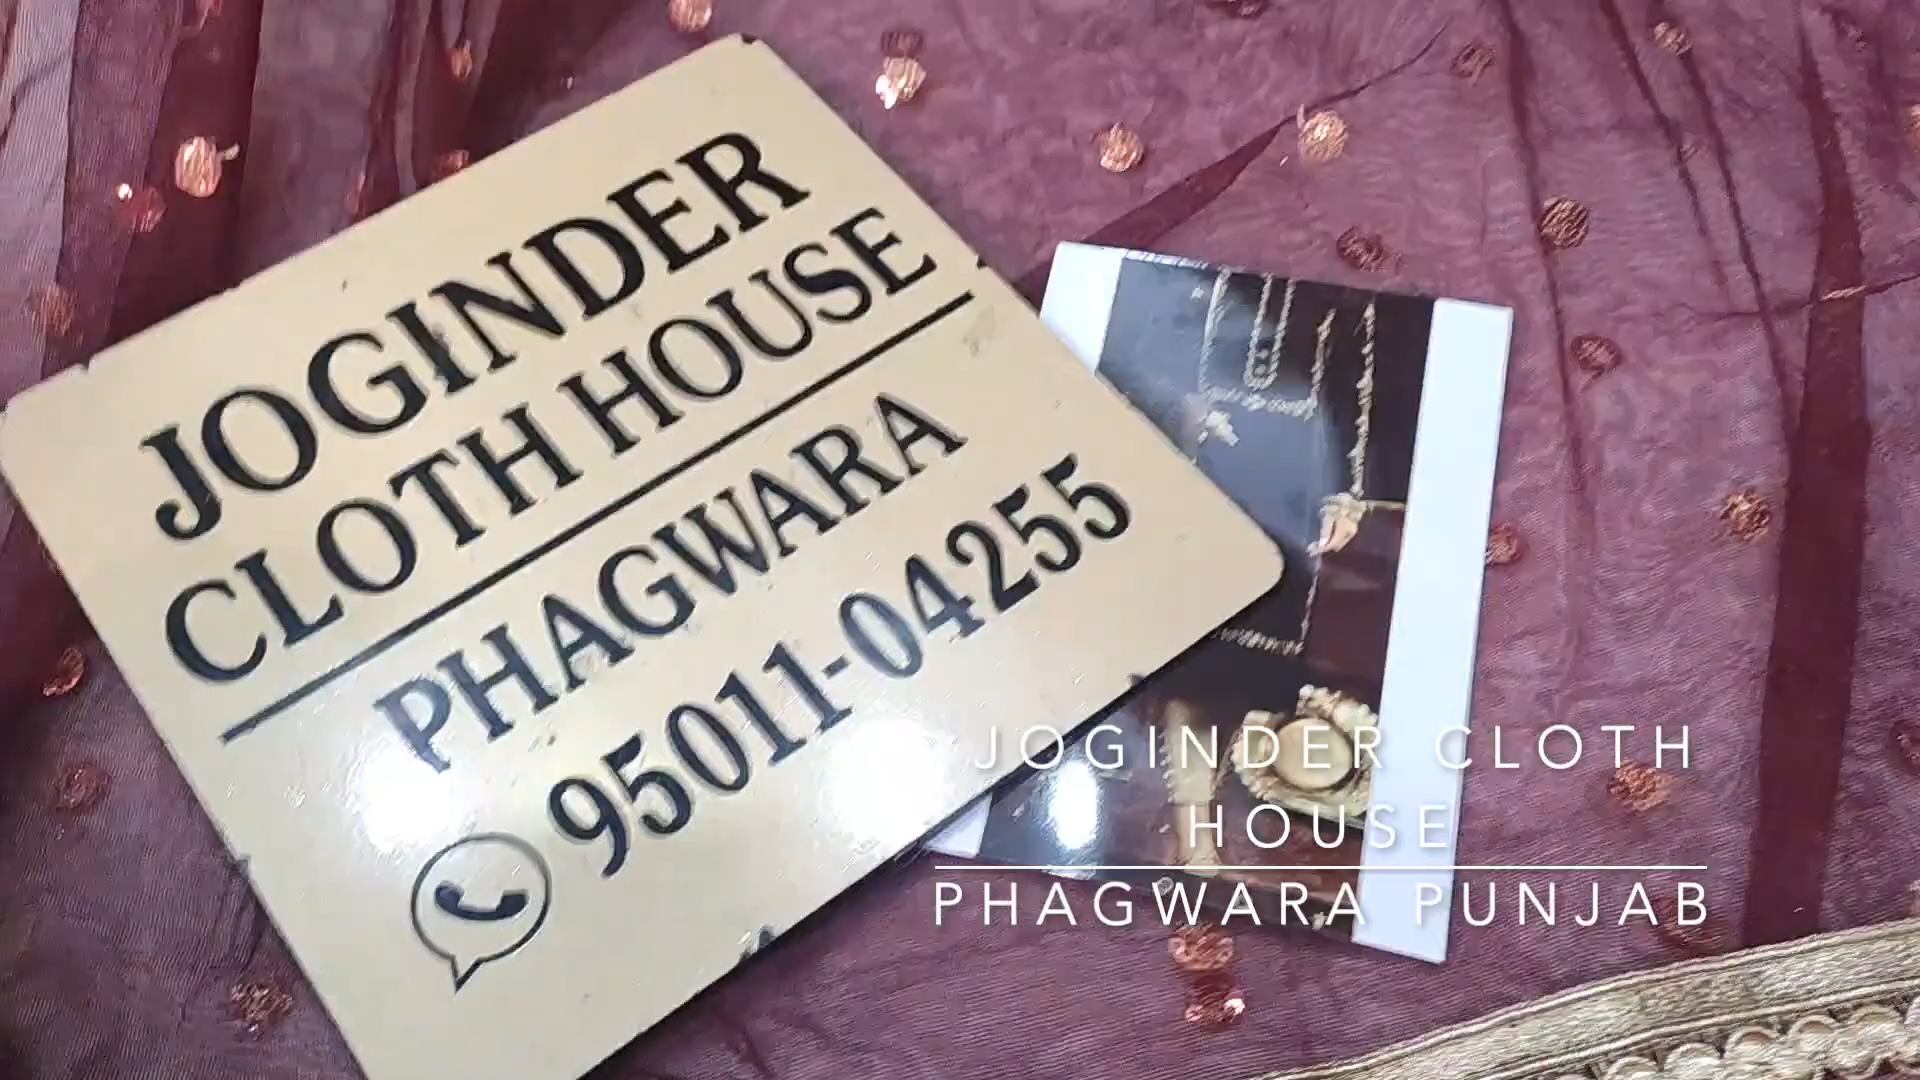 JOGINDER
CLOTH HOUSE
PHAGWARA
95011-04255
JOGINDER CLOTH
HOUSE
PHAGWARA PUNJAB